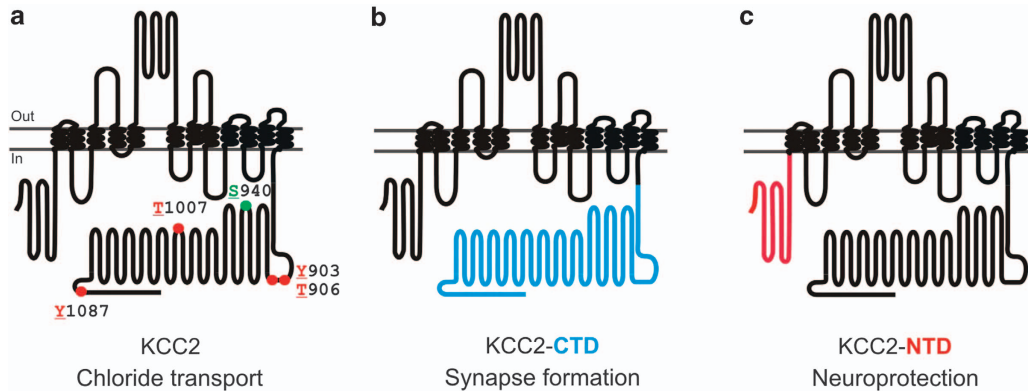 a
Out
In
S940
T1007
Y903
T906
Y1087
KCC2
Chloride transport
b
KCC2-CTD
Synapse formation
c
KCC2-NTD
Neuroprotection